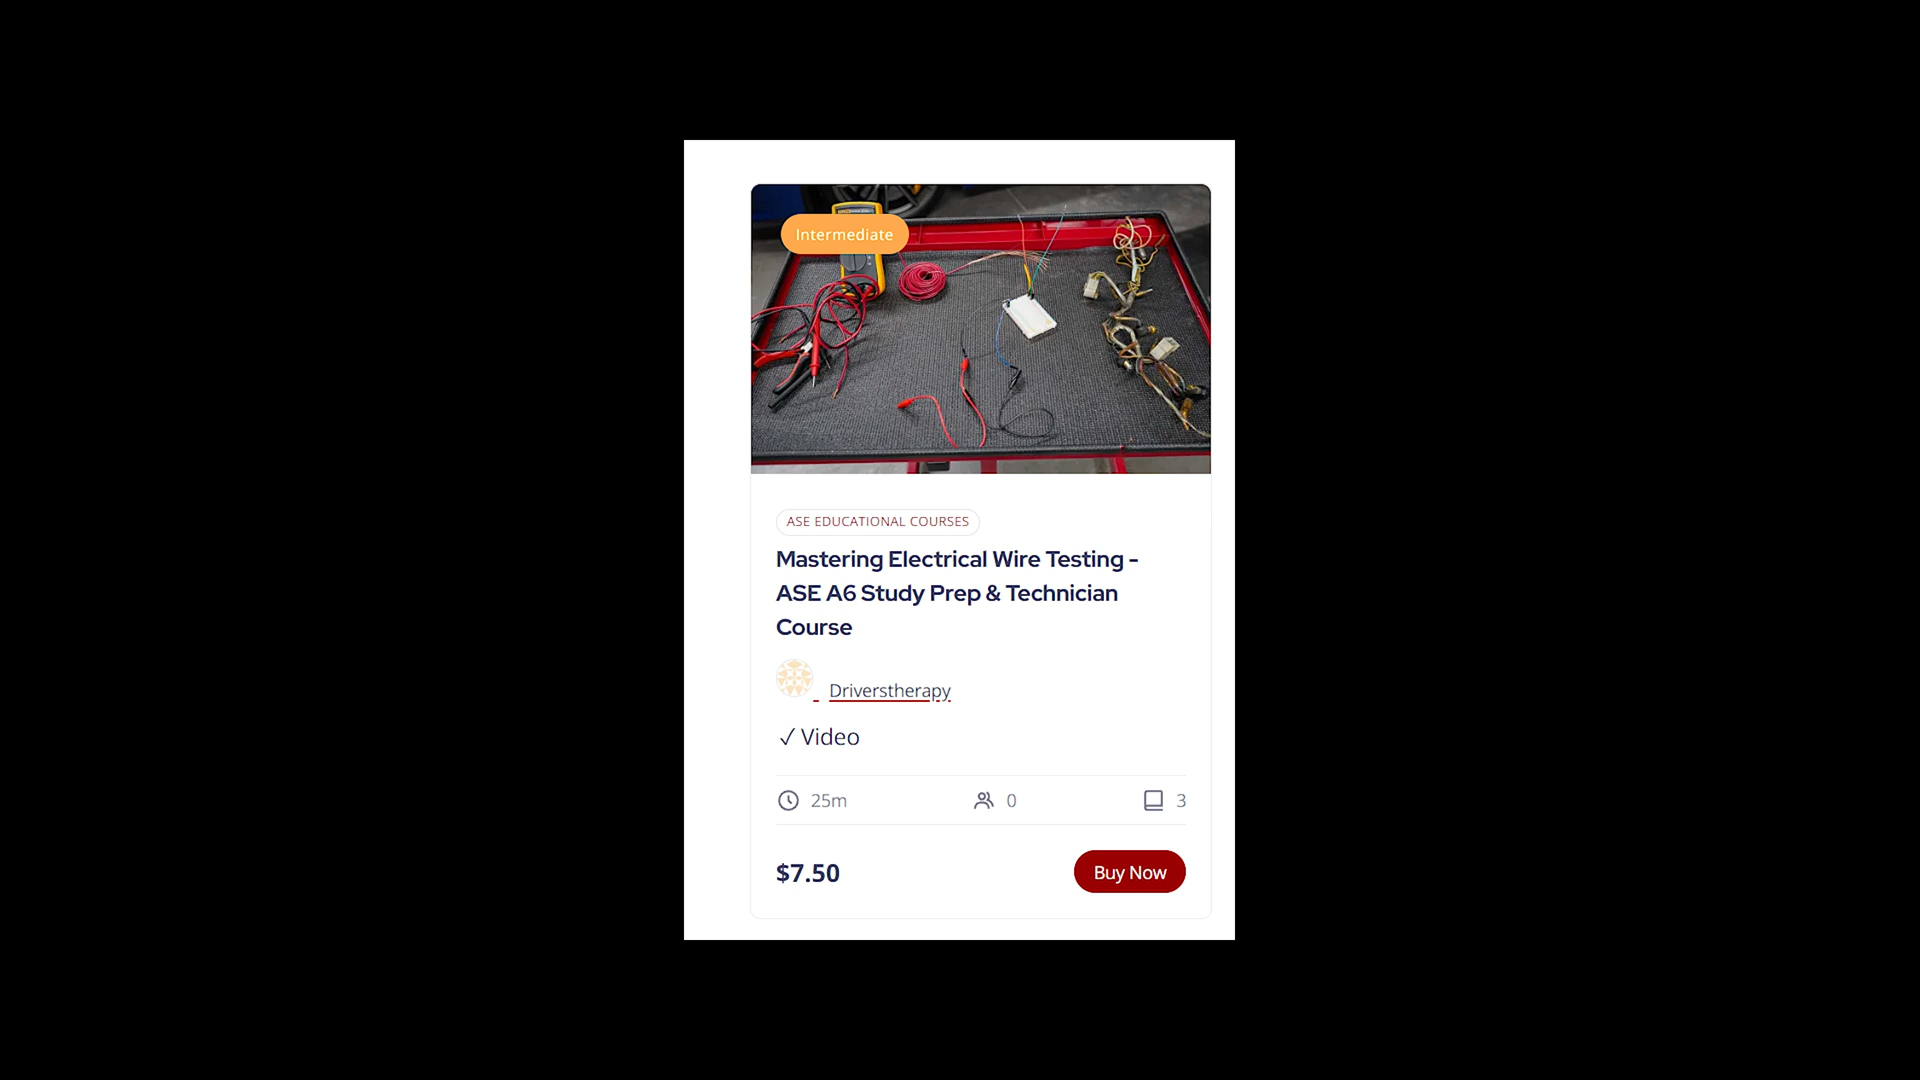 Intermediate
ASE EDUCATIONAL COURSES
Mastering Electrical Wire Testing -
ASE A6 Study Prep & Technician
Course
Driverstherapy
✓ Video
25m
0
3
$7.50
Buy Now